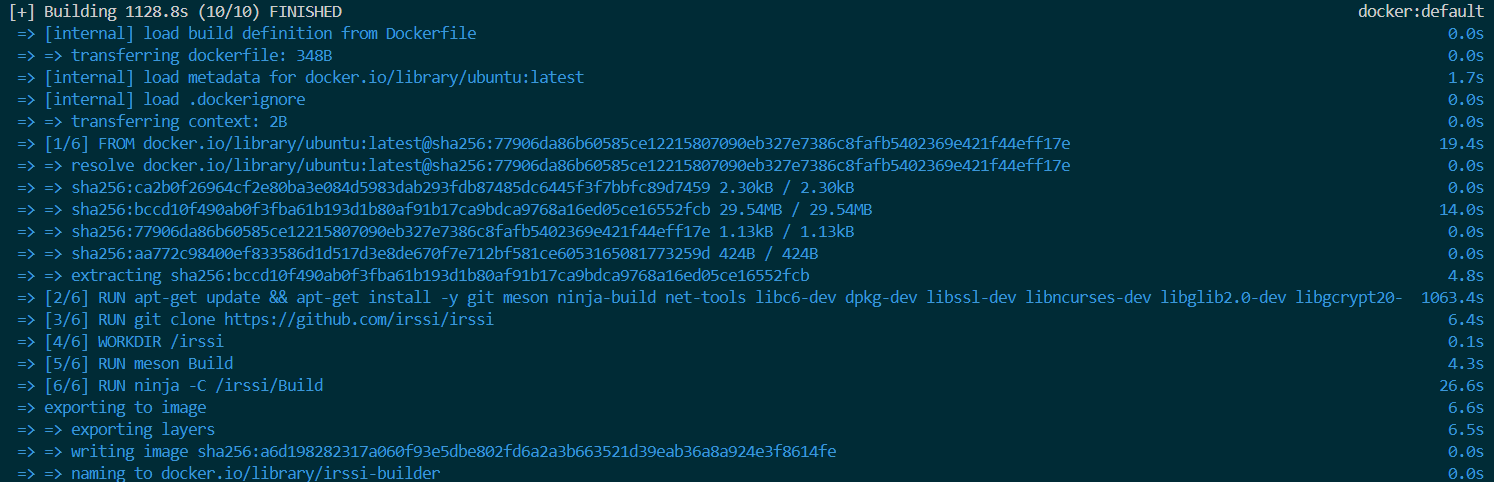 [+] Building 1128.8s (10/10) FINISHED docker:default
=> [internal] load build definition from Dockerfile 0.0s
=> => transferring dockerfile: 348B 0.0s
=> [internal] load metadata for docker.io/library/ubuntu:latest 1.7s
=> [internal] load .dockerignore 0.0s
=> => transferring context: 2B 0.0s
=> [1/6] FROM docker.io/library/ubuntu:latest@sha256:77906da86b60585ce12215807090eb327e7386c8fafb5402369e421f44eff17e 19.4s
=> => resolve docker.io/library/ubuntu:latest@sha256:77906da86b60585ce12215807090eb327e7386c8fafb5402369e421f44eff17e 0.0s
=> => sha256:ca2b0f26964cf2e80ba3e084d5983dab293fdb87485dc6445f3f7bbfc89d7459 2.30kB / 2.30kB 0.0s
=> => sha256:bccd10f490ab0f3fba61b193d1b80af91b17ca9bdca9768a16ed05ce16552fcb 29.54MB / 29.54MB 14.0s
=> => sha256:77906da86b60585ce12215807090eb327e7386c8fafb5402369e421f44eff17e 1.13kB / 1.13kB 0.0s
=> => sha256:aa772c98400ef833586d1d517d3e8de670f7e712bf581ce6053165081773259d 424B / 424B 0.0s
=> => extracting sha256:bccd10f490ab0f3fba61b193d1b80af91b17ca9bdca9768a16ed05ce16552fcb 4.8s
=> [2/6] RUN apt-get update && apt-get install -y git meson ninja-build net-tools libc6-dev dpkg-dev libssl-dev libncurses-dev libglib2.0-dev libgcrypt20- 1063.4s
=> [3/6] RUN git clone https://github.com/irssi/irssi 6.4s
=> [4/6] WORKDIR /irssi 0.1s
=> [5/6] RUN meson Build 4.3s
=> [6/6] RUN ninja -C /irssi/Build 26.6s
=> exporting to image 6.6s
=> => exporting layers 6.5s
=> => writing image sha256:a6d198282317a060f93e5dbe802fd6a2a3b663521d39eab36a8a924e3f8614fe 0.0s
=> => naming to docker.io/library/irssi-builder 0.0s